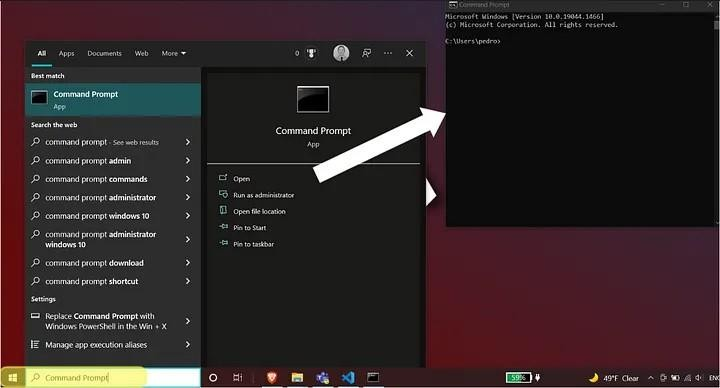 All Apps Documents Web More
0
Best match
Command Prompt
App
Search the web
command prompt - See web results
command prompt admin
command prompt commands
command prompt administrator
command prompt windows 10
command prompt administrator
windows 10
command prompt download
command prompt shortcut
Settings
Replace Command Prompt with
Windows PowerShell in the Win + X
Manage app execution aliases
Command Prompt
App
Open
Run as administrator
Open file location
Pin to Start
Pin to taskbar
Command Prompt
Microsoft Windows [Version 10.0.19044.1466]
(c) Microsoft Corporation. All rights reserved.
C:\Users\pedro>
Command Prompt
59%
49°F Clear
ENG